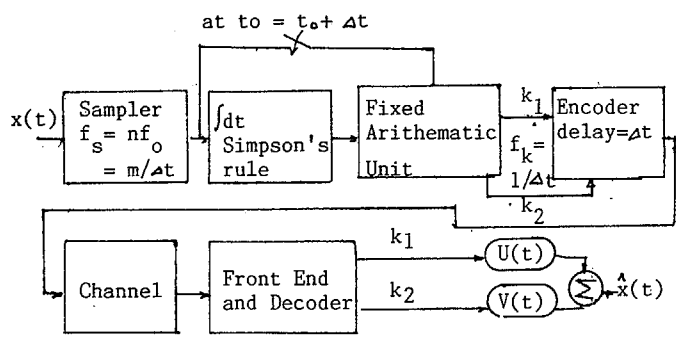 at to = t₀+ Δt
x(t)
Sampler
f_s = nf_o
= m/Δt
∫dt
Simpson's
rule
Fixed
Arithematic
Unit
k₁
f_k =
1/Δt
k₂
Encoder
delay=Δt
Channel
Front End
and Decoder
k₁
k₂
U(t)
V(t)
Σ
x̂(t)